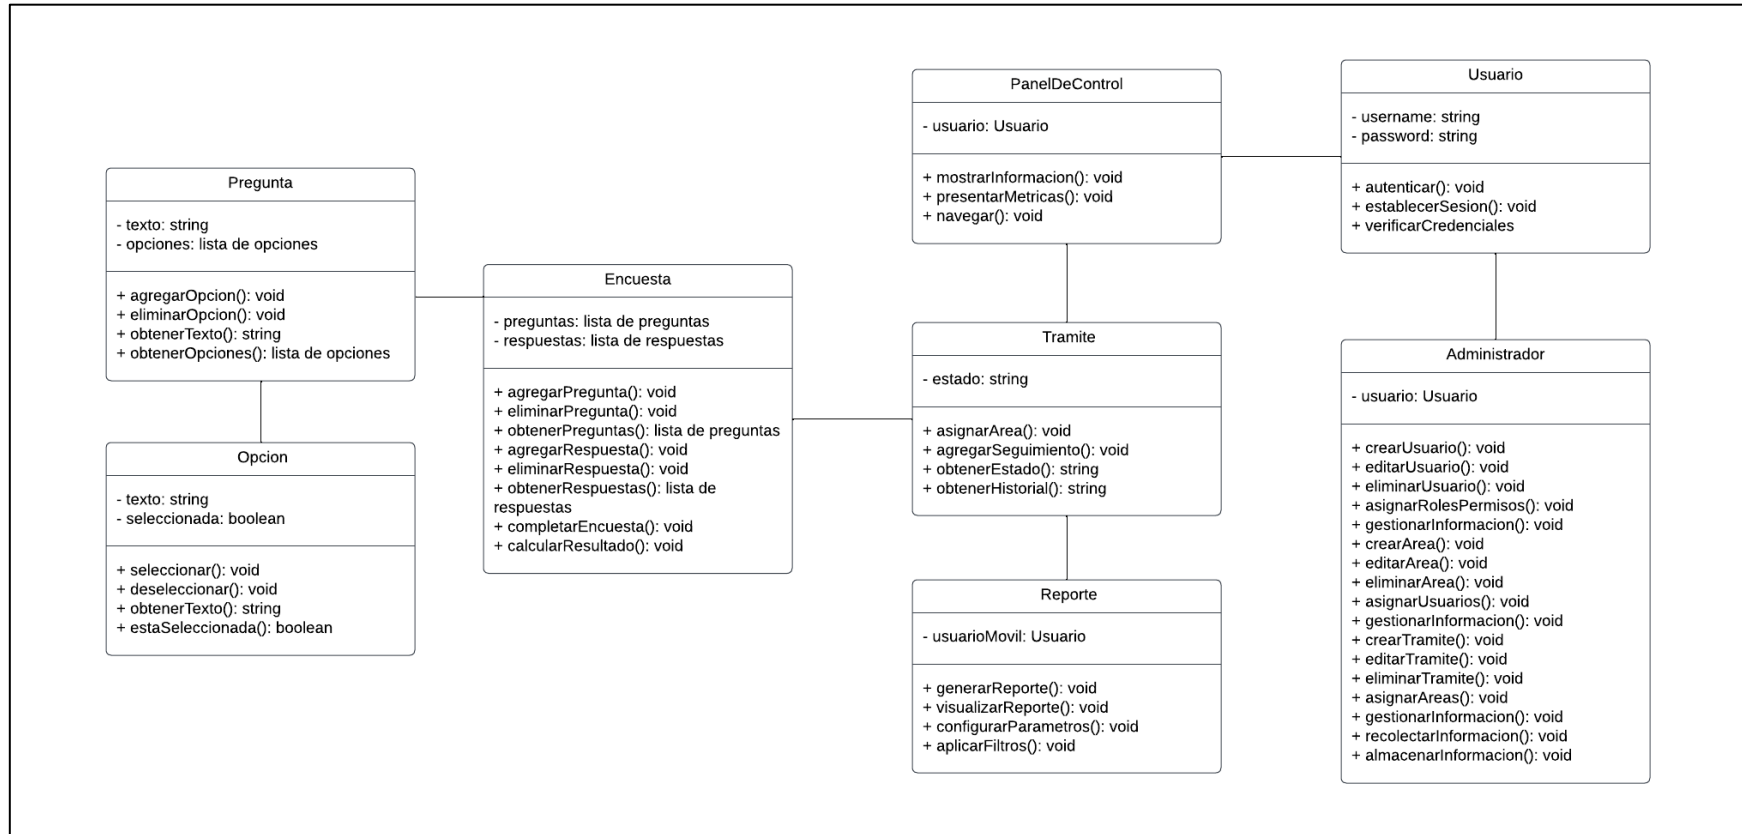 Pregunta
- texto: string
- opciones: lista de opciones
+ agregarOpcion(): void
+ eliminarOpcion(): void
+ obtenerTexto(): string
+ obtenerOpciones(): lista de opciones
Opcion
- texto: string
- seleccionada: boolean
+ seleccionar(): void
+ deseleccionar(): void
+ obtenerTexto(): string
+ estaSeleccionada(): boolean
Encuesta
- preguntas: lista de preguntas
- respuestas: lista de respuestas
+ agregarPregunta(): void
+ eliminarPregunta(): void
+ obtenerPreguntas(): lista de preguntas
+ agregarRespuesta(): void
+ eliminarRespuesta(): void
+ obtenerRespuestas(): lista de
respuestas
+ completarEncuesta(): void
+ calcularResultado(): void
PanelDeControl
- usuario: Usuario
+ mostrarInformacion(): void
+ presentarMetricas(): void
+ navegar(): void
Tramite
- estado: string
+ asignarArea(): void
+ agregarSeguimiento(): void
+ obtenerEstado(): string
+ obtenerHistorial(): string
Reporte
- usuarioMovil: Usuario
+ generarReporte(): void
+ visualizarReporte(): void
+ configurarParametros(): void
+ aplicarFiltros(): void
Usuario
- username: string
- password: string
+ autenticar(): void
+ establecerSesion(): void
+ verificarCredenciales
Administrador
- usuario: Usuario
+ crearUsuario(): void
+ editarUsuario(): void
+ eliminarUsuario(): void
+ asignarRolesPermisos(): void
+ gestionarInformacion(): void
+ crearArea(): void
+ editarArea(): void
+ eliminarArea(): void
+ asignarUsuarios(): void
+ gestionarInformacion(): void
+ crearTramite(): void
+ editarTramite(): void
+ eliminarTramite(): void
+ asignarAreas(): void
+ gestionarInformacion(): void
+ recolectarInformacion(): void
+ almacenarInformacion(): void